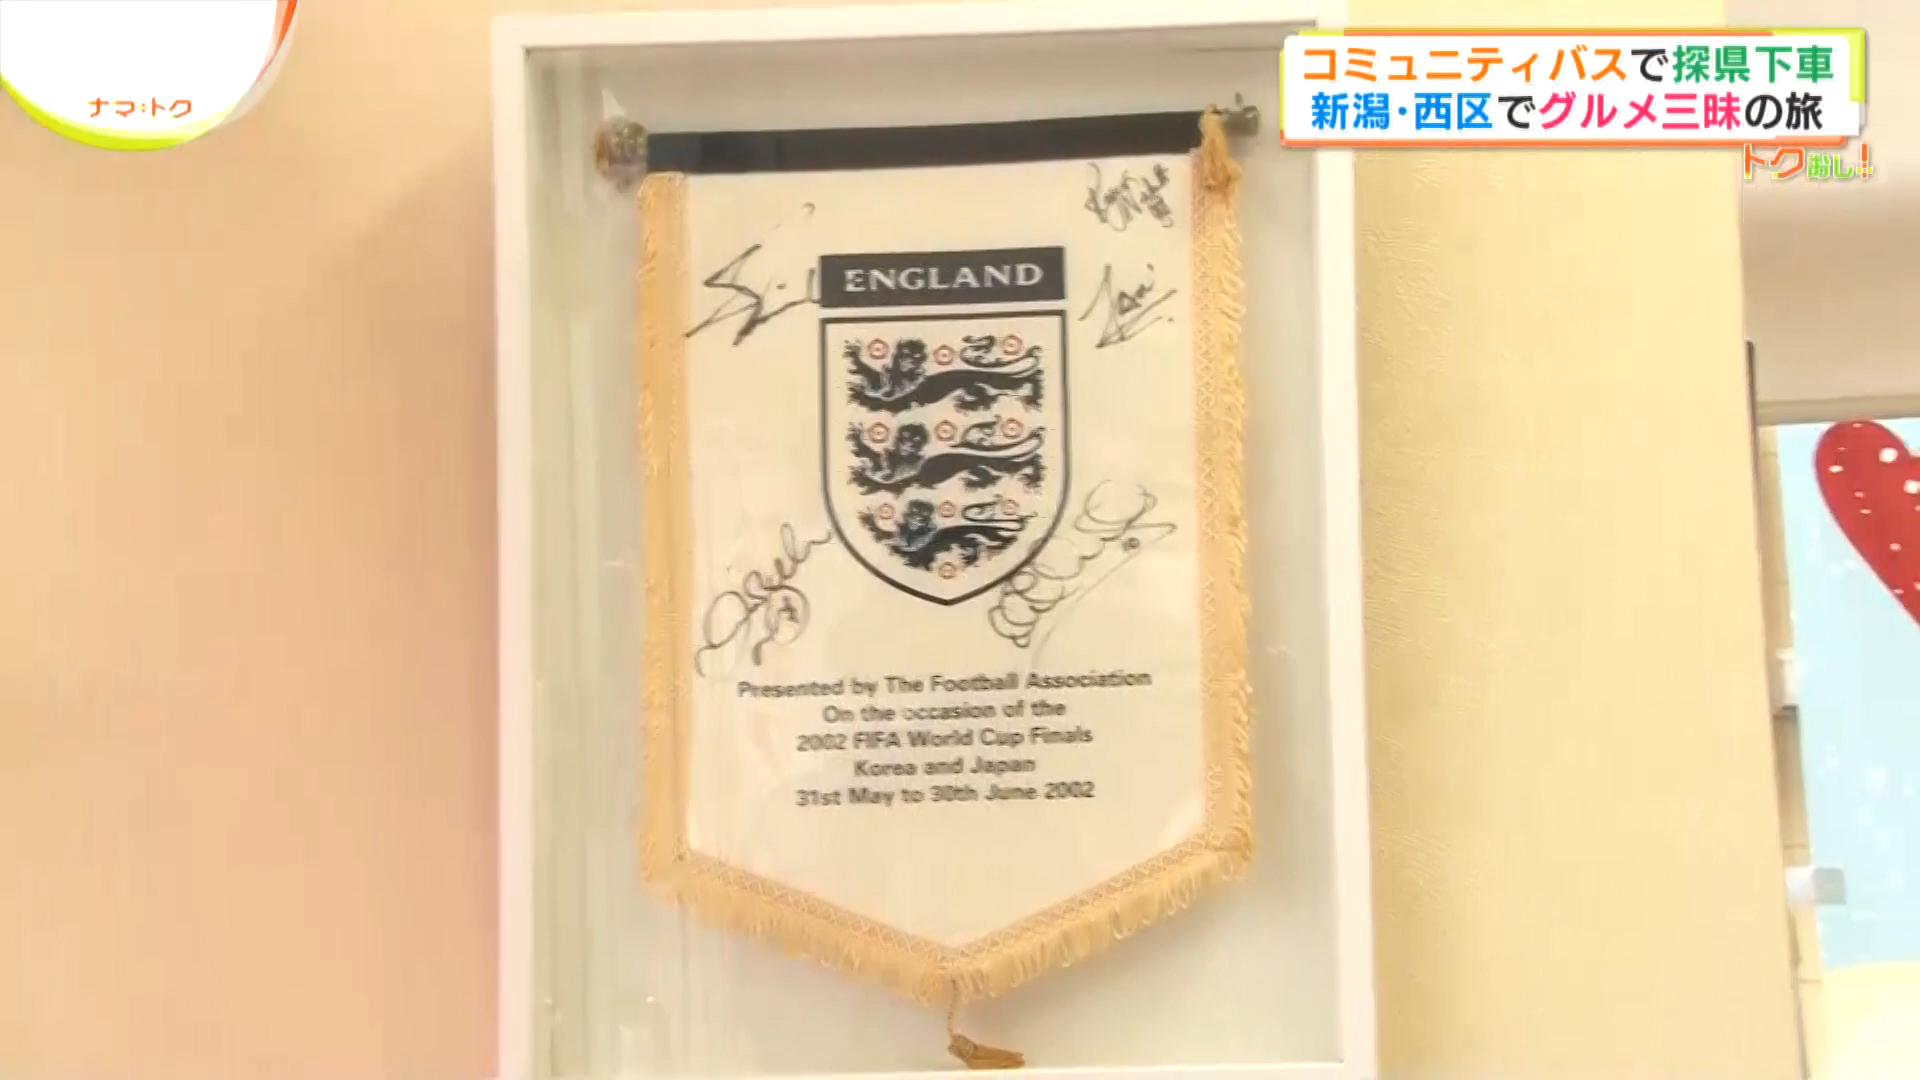 ナマ:トク
コミュニティバスで探県下車
新潟・西区でグルメ三昧の旅
トク出し!
ENGLAND
Presented by The Football Association
On the occasion of the
2002 FIFA World Cup Finals
Korea and Japan
31st May to 30th June 2002